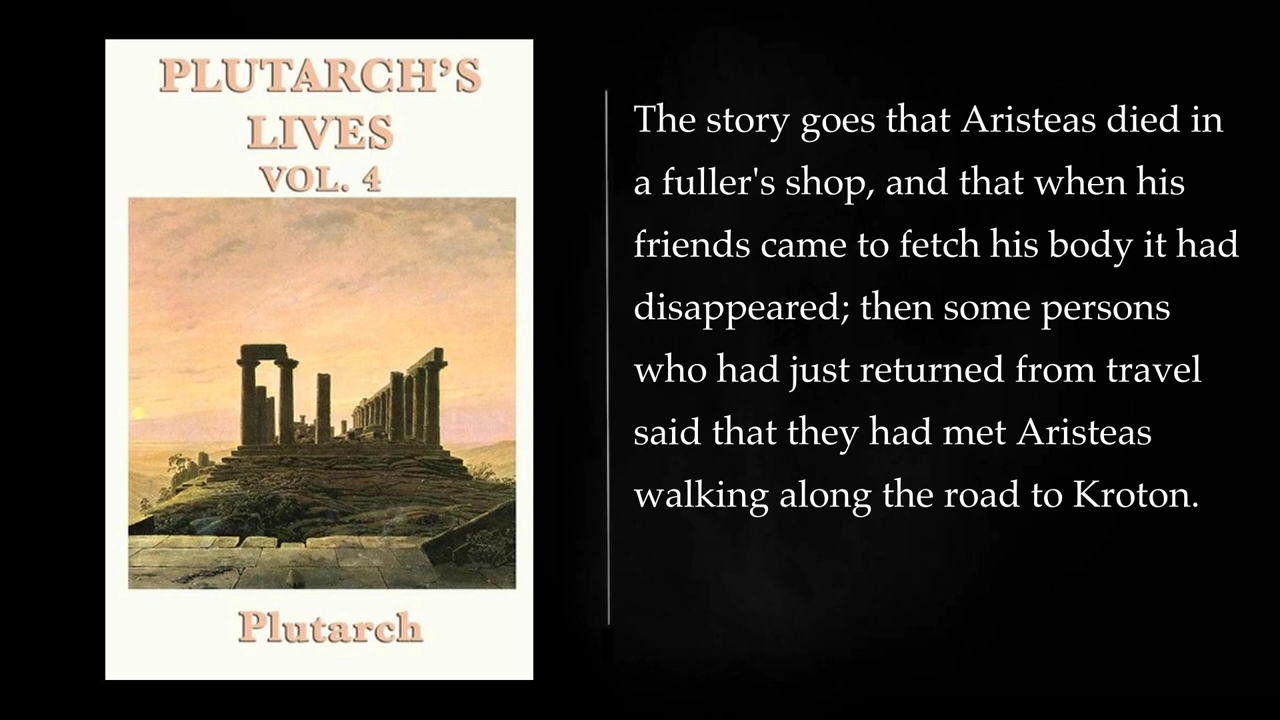 PLUTARCH'S
LIVES
VOL. 4
Plutarch
The story goes that Aristeas died in
a fuller's shop, and that when his
friends came to fetch his body it had
disappeared; then some persons
who had just returned from travel
said that they had met Aristeas
walking along the road to Kroton.